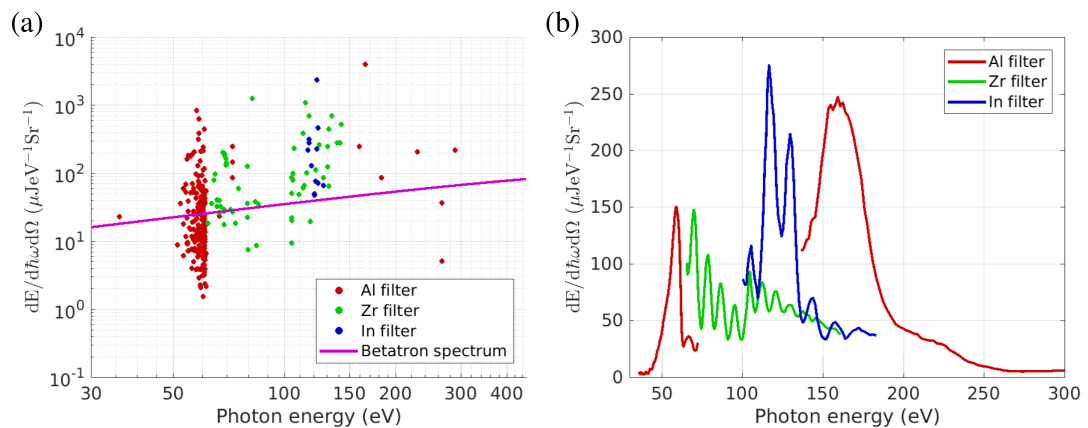 (a)
10^4
10^3
10^2
10^1
10^0
10^-1
dE/dℏωdΩ (μJeV^-1Sr^-1)
Al filter
Zr filter
In filter
Betatron spectrum
30 50 100 150 200 300
Photon energy (eV)
(b)
300
250
200
150
100
50
0
dE/dℏωdΩ (μJeV^-1Sr^-1)
Al filter
Zr filter
In filter
50 100 150 200 250 300
Photon energy (eV)